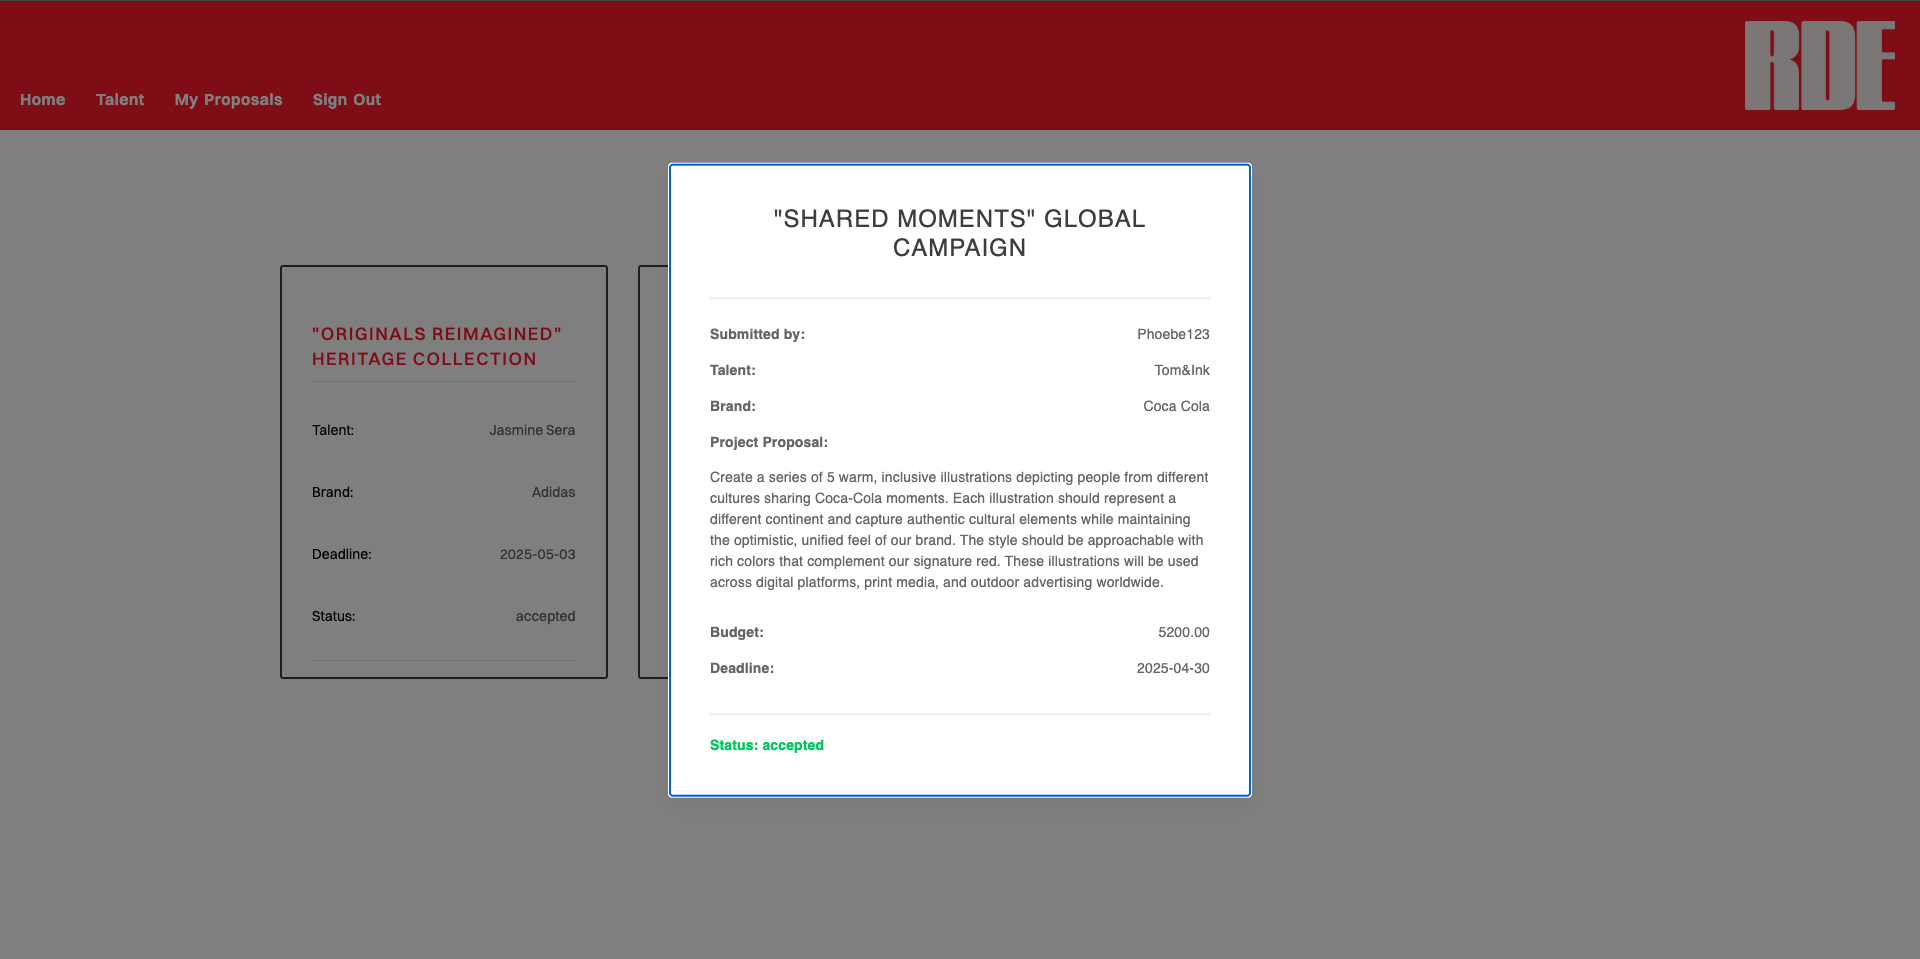 RDE
Home Talent My Proposals Sign Out
"ORIGINALS REIMAGINED"
HERITAGE COLLECTION
Talent: Jasmine Sera
Brand: Adidas
Deadline: 2025-05-03
Status: accepted
"SHARED MOMENTS" GLOBAL
CAMPAIGN
Submitted by: Phoebe123
Talent: Tom&Ink
Brand: Coca Cola
Project Proposal:
Create a series of 5 warm, inclusive illustrations depicting people from different
cultures sharing Coca-Cola moments. Each illustration should represent a
different continent and capture authentic cultural elements while maintaining
the optimistic, unified feel of our brand. The style should be approachable with
rich colors that complement our signature red. These illustrations will be used
across digital platforms, print media, and outdoor advertising worldwide.
Budget: 5200.00
Deadline: 2025-04-30
Status: accepted